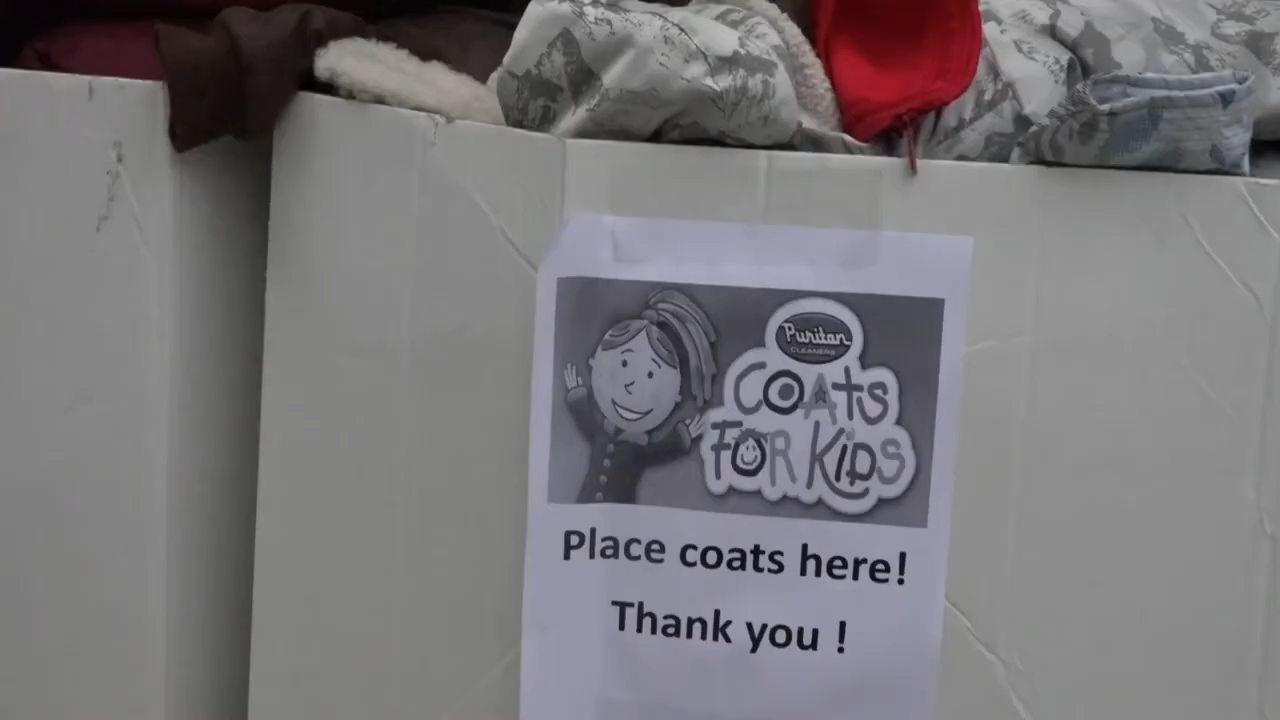 Puritan
CLEANERS
COAtS
FOR KiDS
Place coats here!
Thank you !